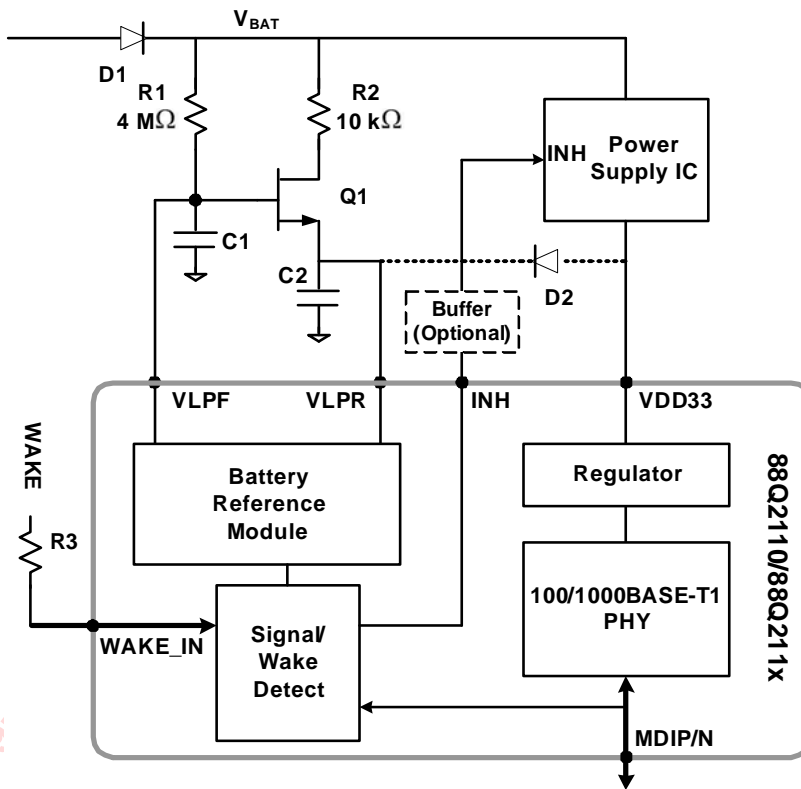 V_BAT
D1
R1
4 MΩ
R2
10 kΩ
INH
Power
Supply IC
Q1
C1
C2
D2
Buffer
(Optional)
VLPF
VLPR
INH
VDD33
WAKE
R3
Battery
Reference
Module
Regulator
88Q2110/88Q211x
100/1000BASE-T1
PHY
WAKE_IN
Signal/
Wake
Detect
MDIP/N